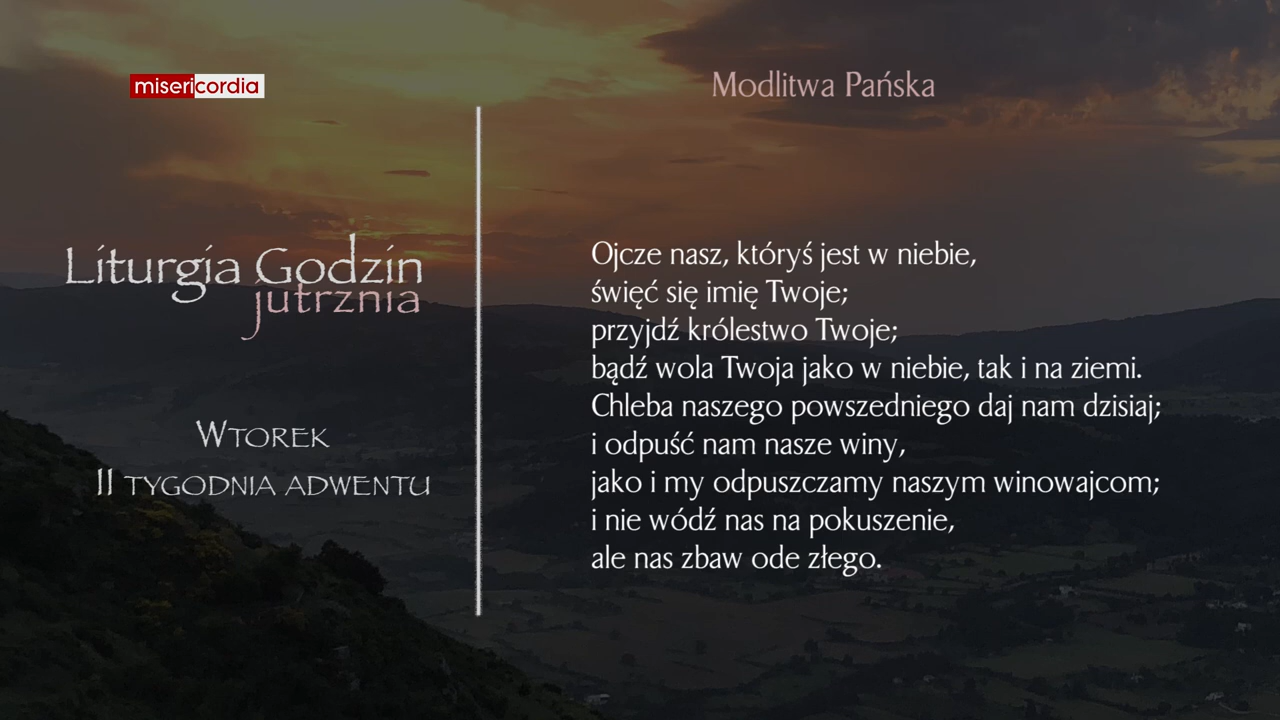 misericordia
Liturgia Godzin
jutrznia
Wtorek
II tygodnia adwentu
Modlitwa Pańska
Ojcze nasz, któryś jest w niebie,
święć się imię Twoje;
przyjdź królestwo Twoje;
bądź wola Twoja jako w niebie, tak i na ziemi.
Chleba naszego powszedniego daj nam dzisiaj;
i odpuść nam nasze winy,
jako i my odpuszczamy naszym winowajcom;
i nie wódź nas na pokuszenie,
ale nas zbaw ode złego.